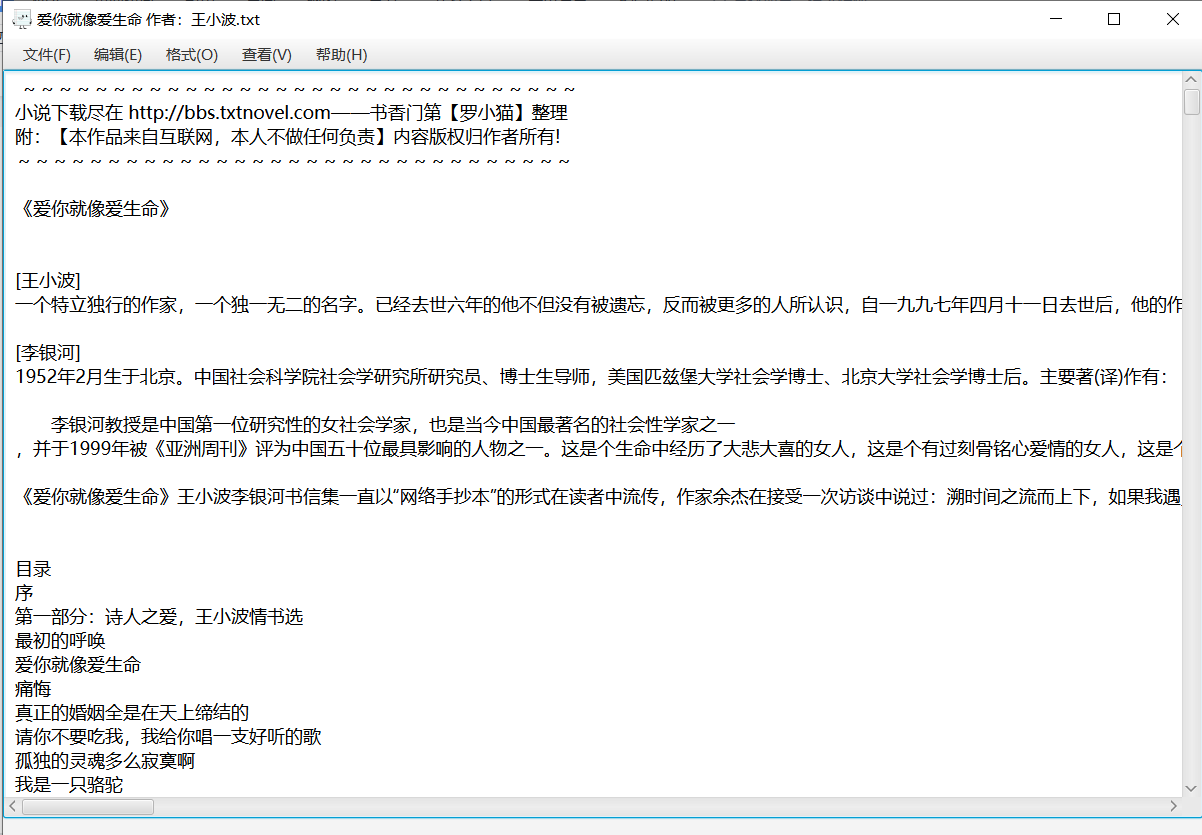 爱你就像爱生命 作者：王小波.txt
文件(F) 编辑(E) 格式(O) 查看(V) 帮助(H)
～～～～～～～～～～～～～～～～～～～～～～～～～～～～～～～
小说下载尽在 http://bbs.txtnovel.com——书香门第【罗小猫】整理
附：【本作品来自互联网，本人不做任何负责】内容版权归作者所有!
～～～～～～～～～～～～～～～～～～～～～～～～～～～～～～～
《爱你就像爱生命》
[王小波]
一个特立独行的作家，一个独一无二的名字。已经去世六年的他不但没有被遗忘，反而被更多的人所认识，自一九九七年四月十一日去世后，他的作
[李银河]
1952年2月生于北京。中国社会科学院社会学研究所研究员、博士生导师，美国匹兹堡大学社会学博士、北京大学社会学博士后。主要著(译)作有：
李银河教授是中国第一位研究性的女社会学家，也是当今中国最著名的社会性学家之一
，并于1999年被《亚洲周刊》评为中国五十位最具影响的人物之一。这是个生命中经历了大悲大喜的女人，这是个有过刻骨铭心爱情的女人，这是个
《爱你就像爱生命》王小波李银河书信集一直以“网络手抄本”的形式在读者中流传，作家余杰在接受一次访谈中说过：溯时间之流而上下，如果我遇
目录
序
第一部分：诗人之爱，王小波情书选
最初的呼唤
爱你就像爱生命
痛悔
真正的婚姻全是在天上缔结的
请你不要吃我，我给你唱一支好听的歌
孤独的灵魂多么寂寞啊
我是一只骆驼